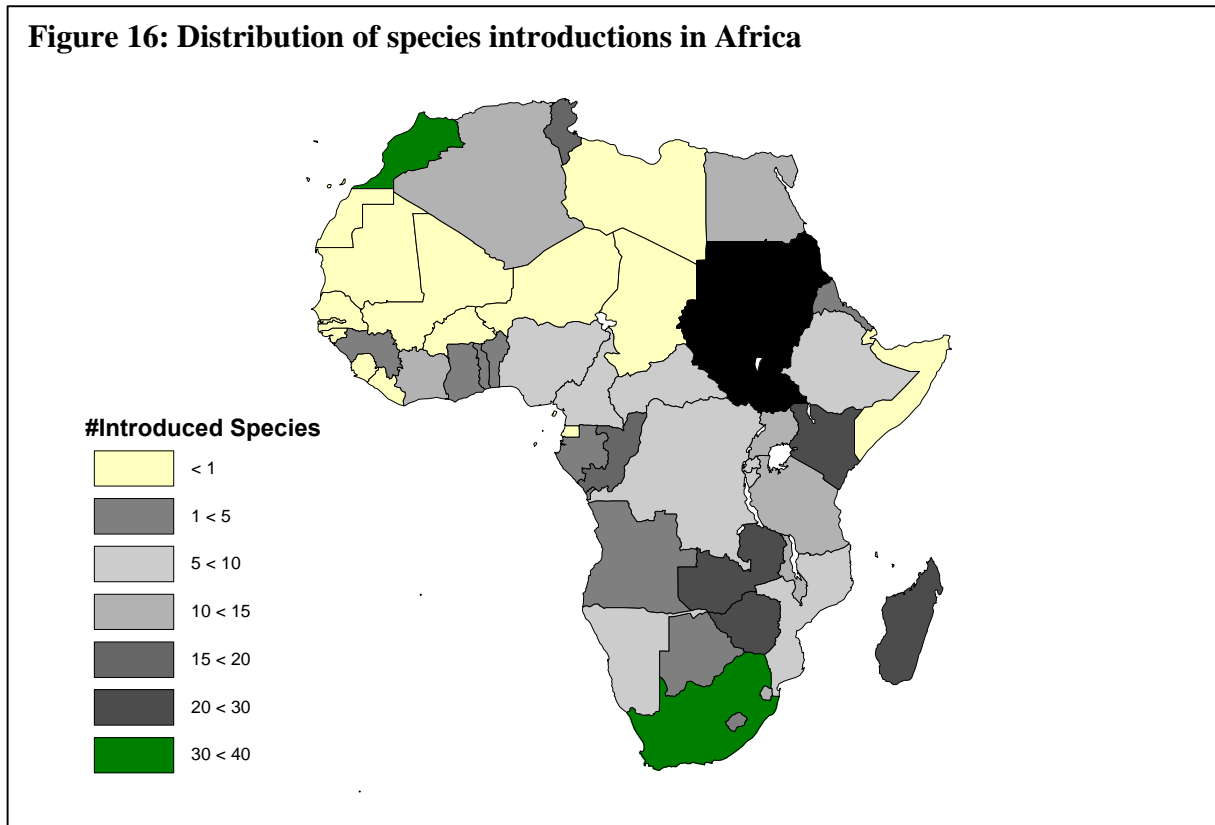 Figure 16: Distribution of species introductions in Africa
#Introduced Species
< 1
1 < 5
5 < 10
10 < 15
15 < 20
20 < 30
30 < 40